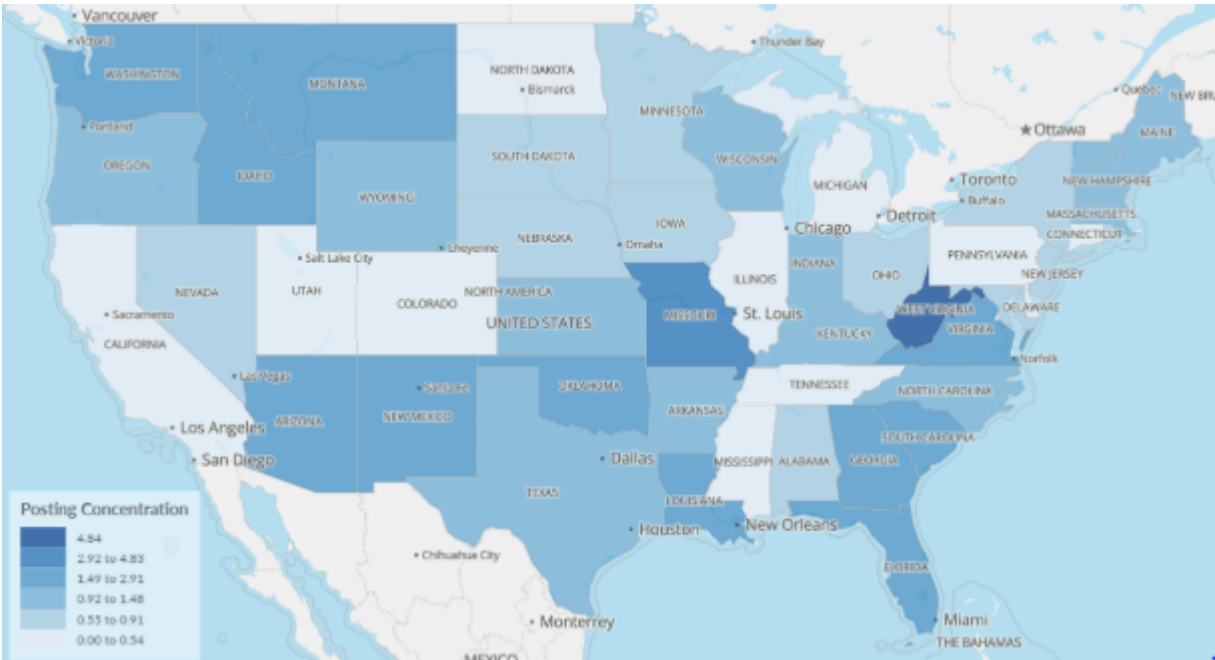 Vancouver
Victoria
WASHINGTON
MONTANA
NORTH DAKOTA
Bismarck
Thunder Bay
MINNESOTA
Quebec
NEW BRU
Portland
OREGON
IDAHO
WYOMING
SOUTH DAKOTA
WISCONSIN
MICHIGAN
Ottawa
MAINE
Toronto
Buffalo
NEW HAMPSHIRE
MASSACHUSETTS
CONNECTICUT
Detroit
Chicago
IOWA
Omaha
NEBRASKA
Cheyenne
Salt Lake City
NEVADA
UTAH
COLORADO
NORTH AMERICA
UNITED STATES
ILLINOIS
INDIANA
OHIO
PENNSYLVANIA
NEW JERSEY
DELAWARE
WEST VIRGINIA
VIRGINIA
Norfolk
KENTUCKY
MISSOURI
St. Louis
Sacramento
CALIFORNIA
Las Vegas
Los Angeles
San Diego
ARIZONA
Santa Fe
NEW MEXICO
OKLAHOMA
ARKANSAS
TENNESSEE
NORTH CAROLINA
SOUTH CAROLINA
GEORGIA
ALABAMA
MISSISSIPPI
Dallas
TEXAS
LOUISIANA
New Orleans
Houston
FLORIDA
Miami
THE BAHAMAS
Chihuahua City
Monterrey
MEXICO
Posting Concentration
4.84
2.92 to 4.83
1.49 to 2.91
0.92 to 1.48
0.55 to 0.91
0.00 to 0.54